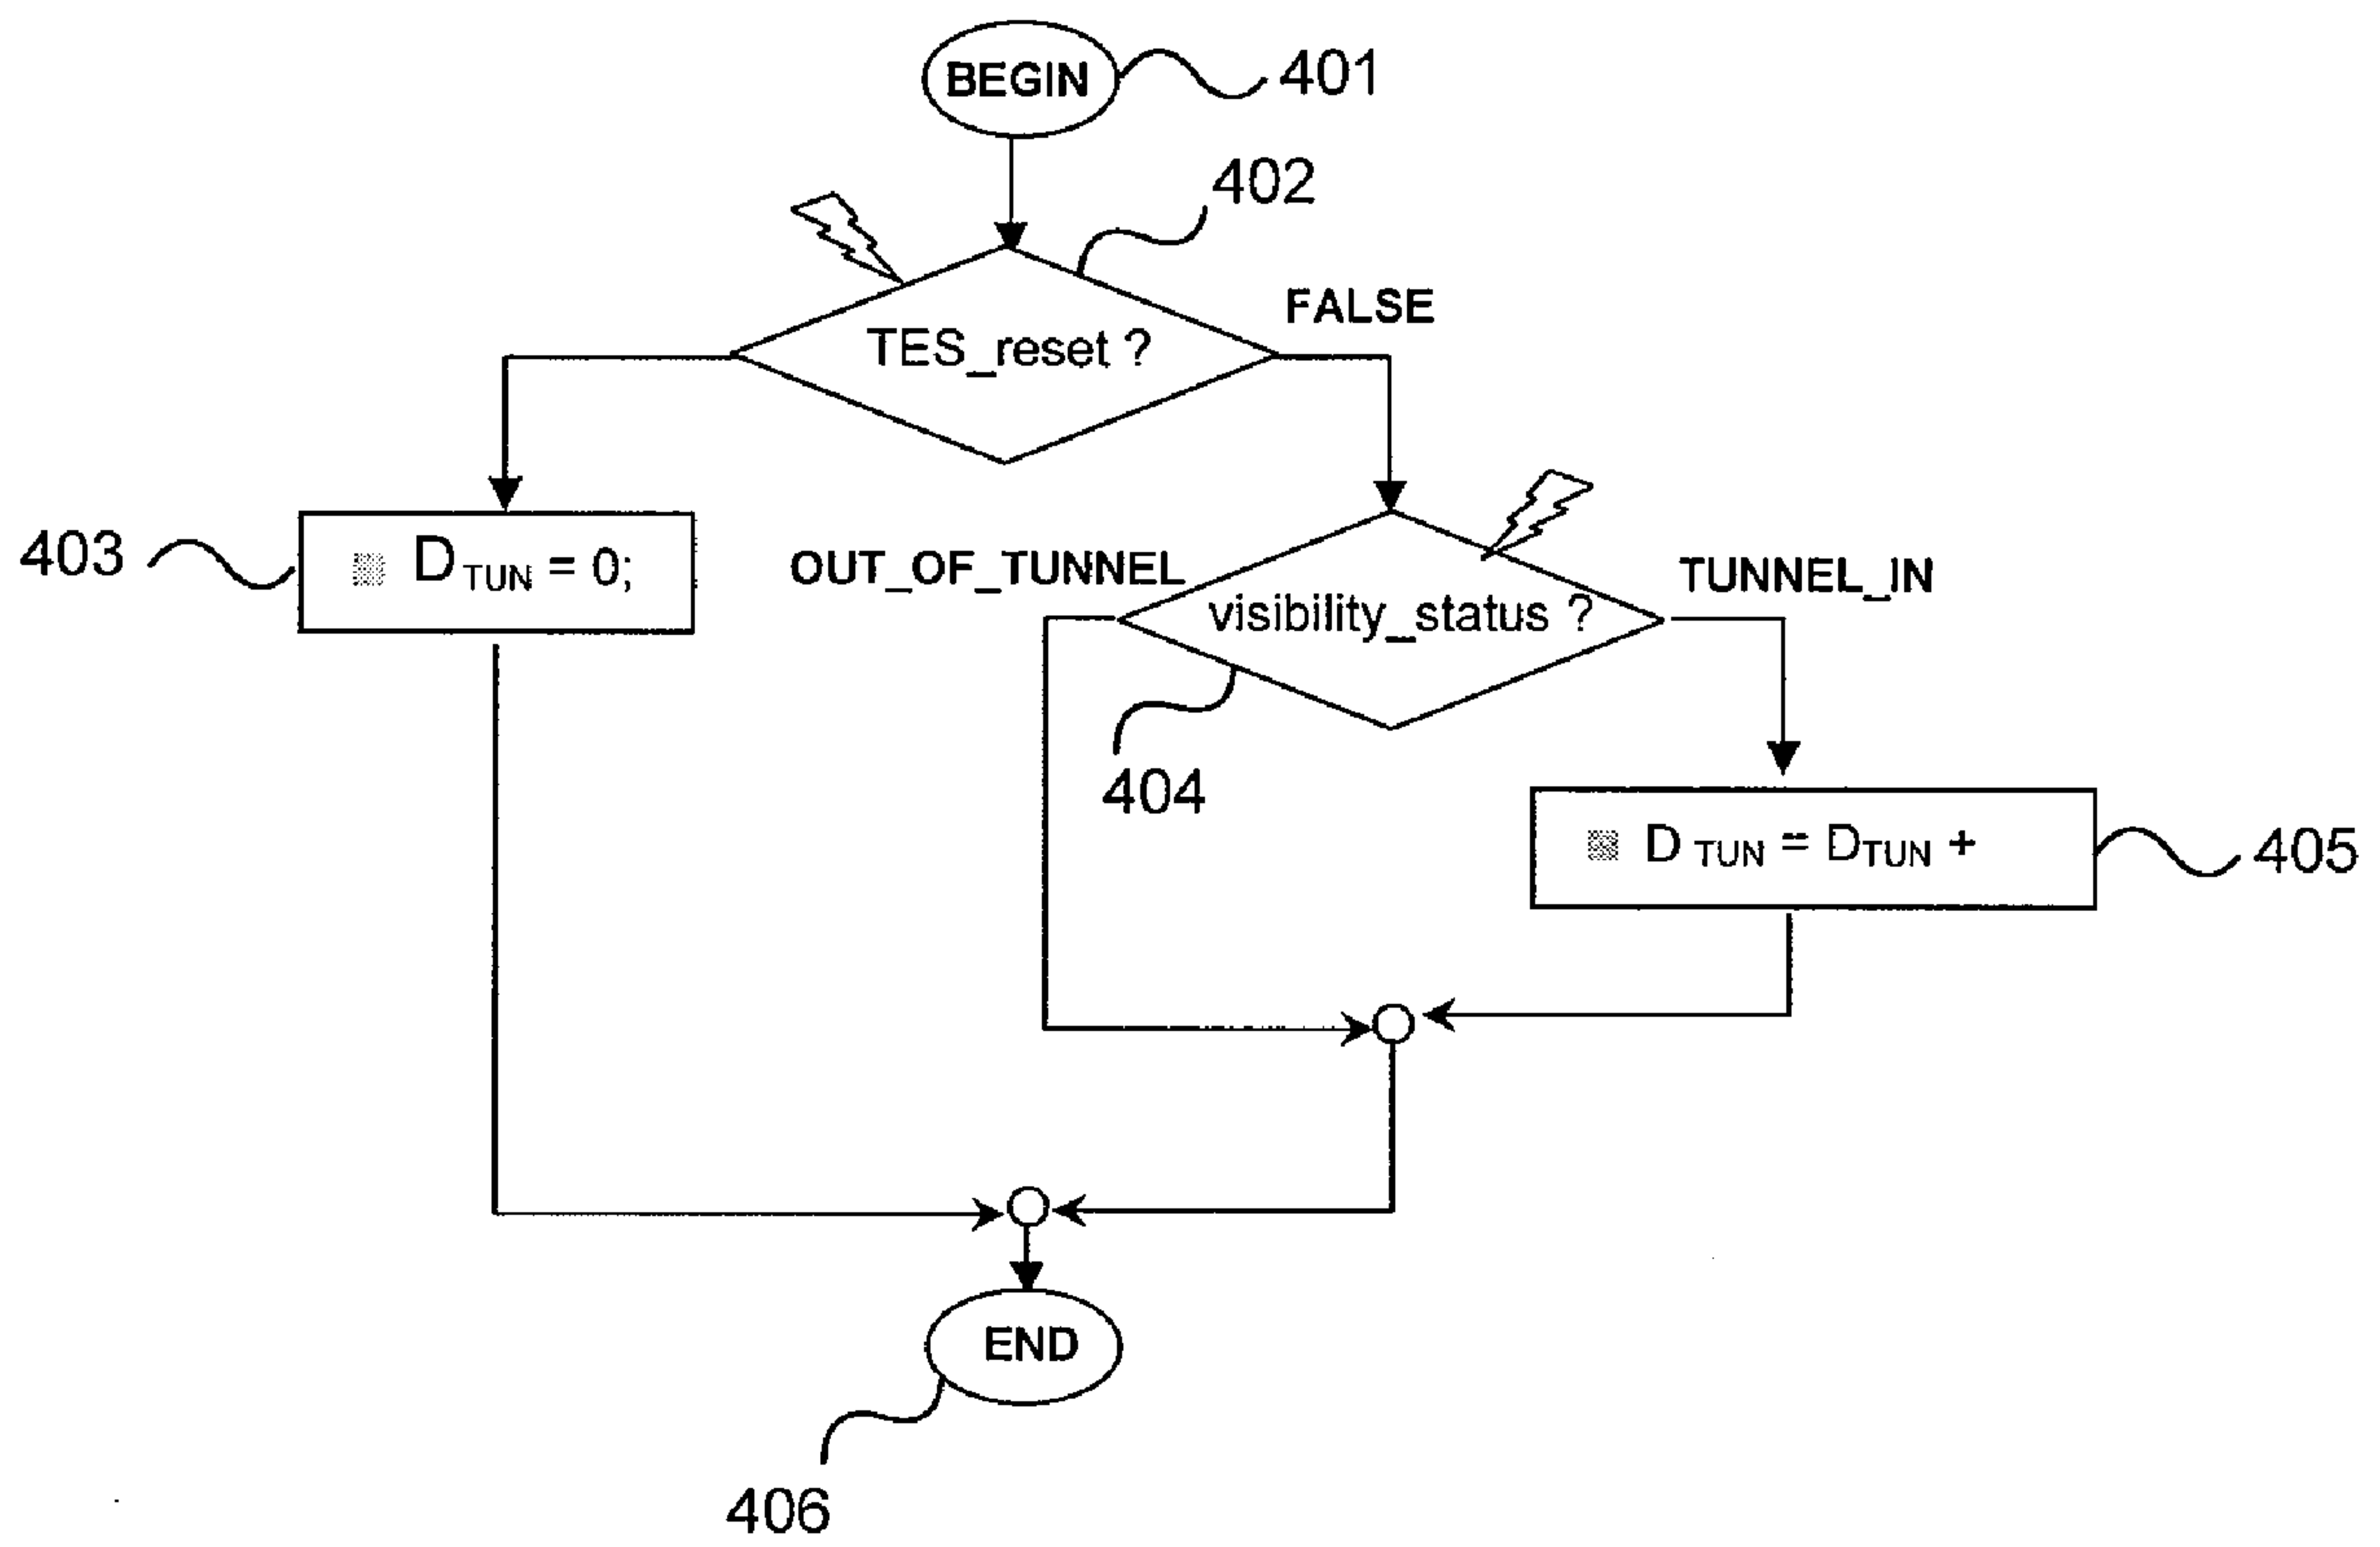 BEGIN
401
402
TES_reset ?
FALSE
403
D TUN = 0;
OUT_OF_TUNNEL
visibility_status ?
TUNNEL_IN
404
D TUN = DTUN +
405
END
406